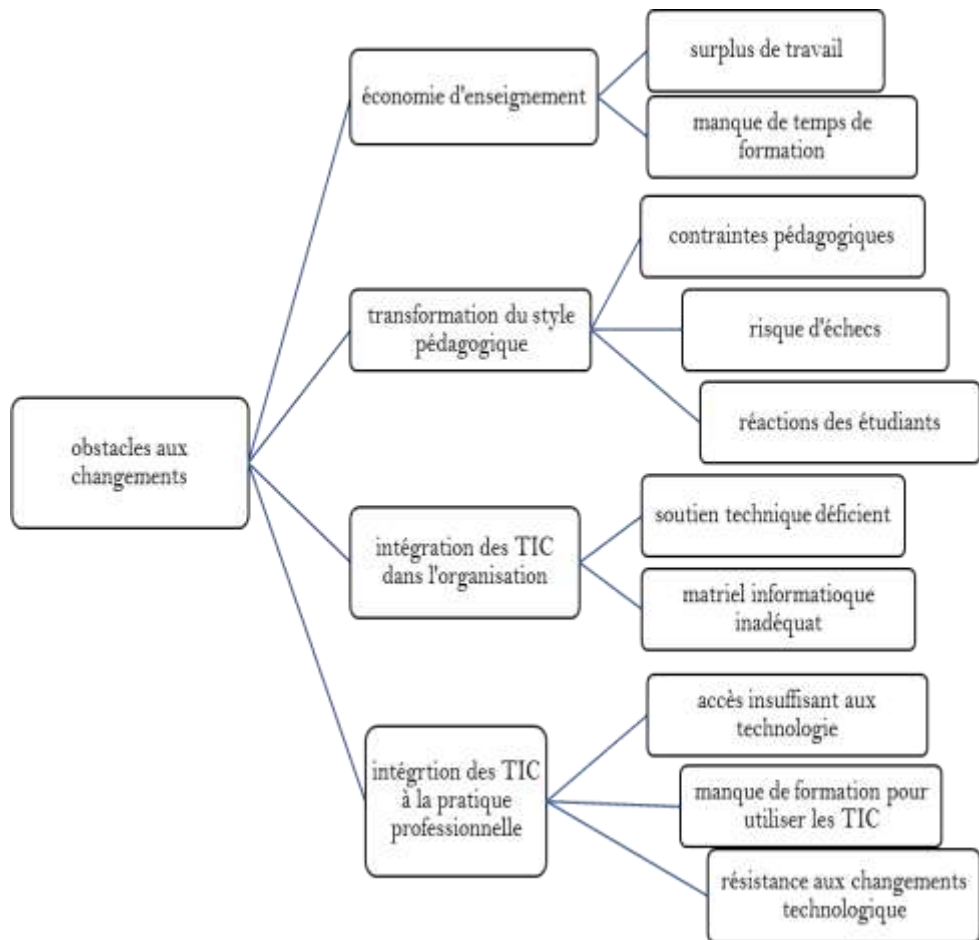 obstacles aux
changements
économie d'enseignement
surplus de travail
manque de temps de
formation
transformation du style
pédagogique
contraintes pédagogiques
risque d'échecs
réactions des étudiants
intégration des TIC
dans l'organisation
soutien technique déficient
matriel informatioque
inadéquat
intégrtion des TIC
à la pratique
professionnelle
accès insuffisant aux
technologie
manque de formation pour
utiliser les TIC
résistance aux changements
technologique